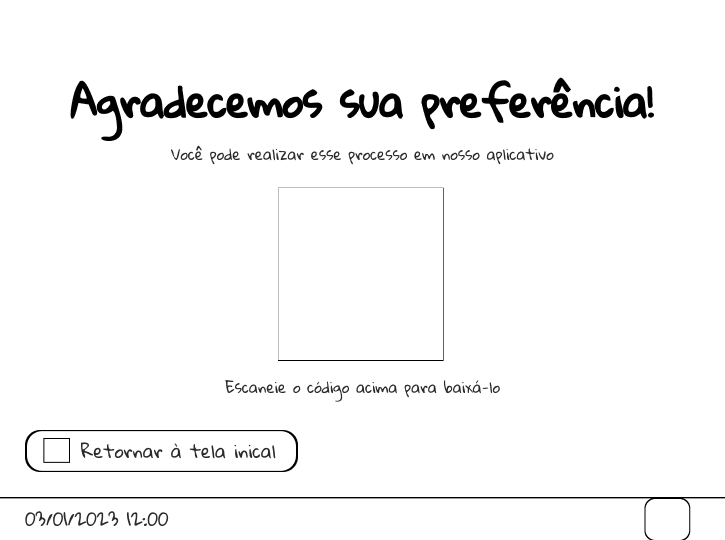 Agradecemos sua preferência!
Você pode realizar esse processo em nosso aplicativo
Escaneie o código acima para baixá-lo
Retornar à tela inical
03/01/2023 12:00